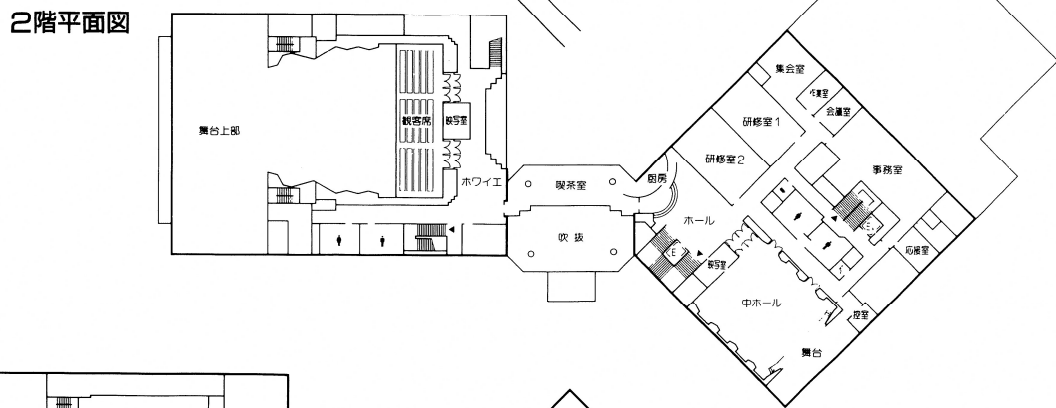 2階平面図
舞台上部
観客席
映写室
ホワイエ
喫茶室
吹抜
厨房
ホール
集会室
作業室
会議室
研修室1
研修室2
事務室
E
E
映写室
中ホール
舞台
応接室
控室